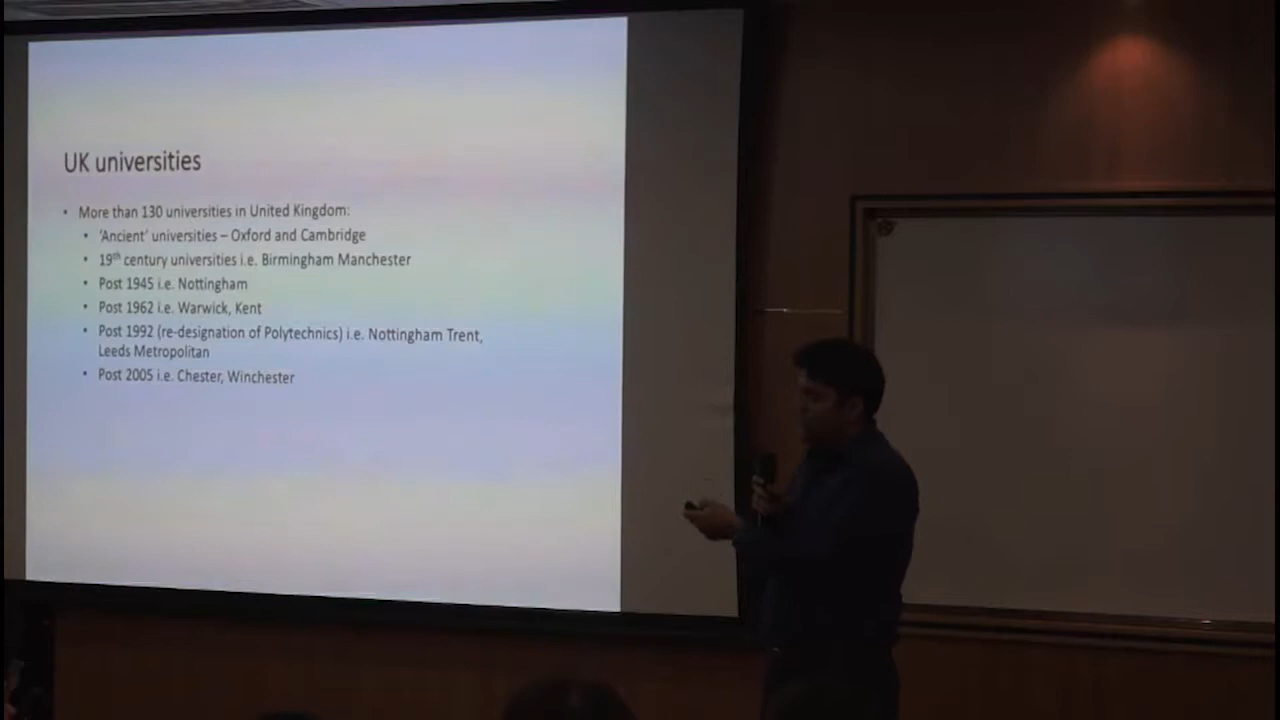 UK universities
• More than 130 universities in United Kingdom:
• 'Ancient' universities – Oxford and Cambridge
• 19th century universities i.e. Birmingham Manchester
• Post 1945 i.e. Nottingham
• Post 1962 i.e. Warwick, Kent
• Post 1992 (re-designation of Polytechnics) i.e. Nottingham Trent,
Leeds Metropolitan
• Post 2005 i.e. Chester, Winchester